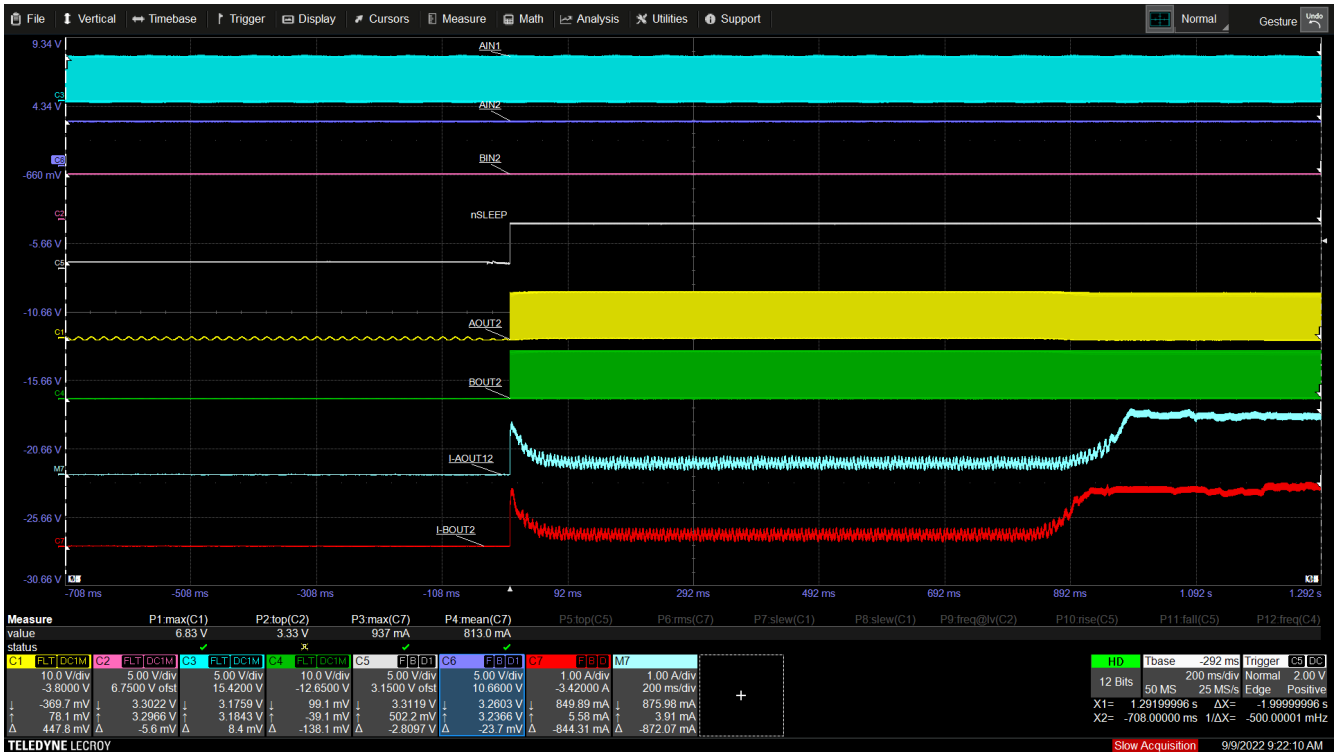 File Vertical Timebase Trigger Display Cursors Measure Math Analysis Utilities Support Normal Gesture Undo
9.34 V
AIN1
C3
4.34 V
AIN2
C6
BIN2
-660 mV
C2
nSLEEP
-5.66 V
C5
-10.66 V
AOUT2
C1
-15.66 V
BOUT2
C4
-20.66 V
I-AOUT12
M7
-25.66 V
I-BOUT2
C7
-30.66 V
-708 ms -508 ms -308 ms -108 ms 92 ms 292 ms 492 ms 692 ms 892 ms 1.092 s 1.292 s
Measure P1:max(C1) P2:top(C2) P3:max(C7) P4:mean(C7) P5:top(C5) P6:rms(C7) P7:slew(C1) P8:slew(C1) P9:freq@lv(C2) P10:rise(C5) P11:fall(C5) P12:freq(C4)
value 6.83 V 3.33 V 937 mA 813.0 mA
status
C1 FLT DC1M C2 FLT DC1M C3 FLT DC1M C4 FLT DC1M C5 F B D1 C6 F B D1 C7 F B D M7 HD Tbase -292 ms Trigger C5 DC
10.0 V/div 5.00 V/div 5.00 V/div 10.0 V/div 5.00 V/div 5.00 V/div 1.00 A/div 1.00 A/div 12 Bits 200 ms/div Normal 2.00 V
-3.8000 V 6.7500 V ofst 15.4200 V -12.6500 V 3.1500 V ofst 10.6600 V -3.42000 A 200 ms/div 50 MS 25 MS/s Edge Positive
↓ -369.7 mV ↓ 3.3022 V ↓ 3.1759 V ↓ 99.1 mV ↓ 3.3119 V ↓ 3.2603 V ↓ 849.89 mA ↓ 875.98 mA X1= 1.29199996 s ΔX= -1.99999996 s
↑ 78.1 mV ↑ 3.2966 V ↑ 3.1843 V ↑ -39.1 mV ↑ 502.2 mV ↑ 3.2366 V ↑ 5.58 mA ↑ 3.91 mA X2= -708.00000 ms 1/ΔX= -500.00001 mHz
Δ 447.8 mV Δ -5.6 mV Δ 8.4 mV Δ -138.1 mV Δ -2.8097 V Δ -23.7 mV Δ -844.31 mA Δ -872.07 mA
TELEDYNE LECROY Slow Acquisition 9/9/2022 9:22:10 AM